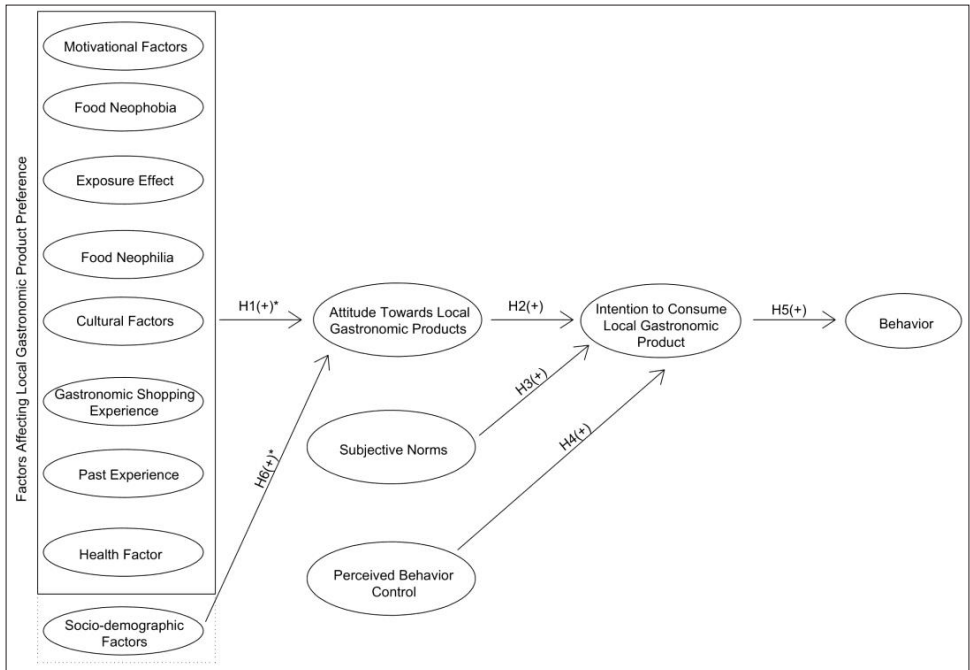 Factors Affecting Local Gastronomic Product Preference
Motivational Factors
Food Neophobia
Exposure Effect
Food Neophilia
Cultural Factors
Gastronomic Shopping
Experience
Past Experience
Health Factor
Socio-demographic
Factors
H1(+)*
H6(+)*
Attitude Towards Local
Gastronomic Products
Subjective Norms
Perceived Behavior
Control
H2(+)
H3(+)
H4(+)
Intention to Consume
Local Gastronomic
Product
H5(+)
Behavior